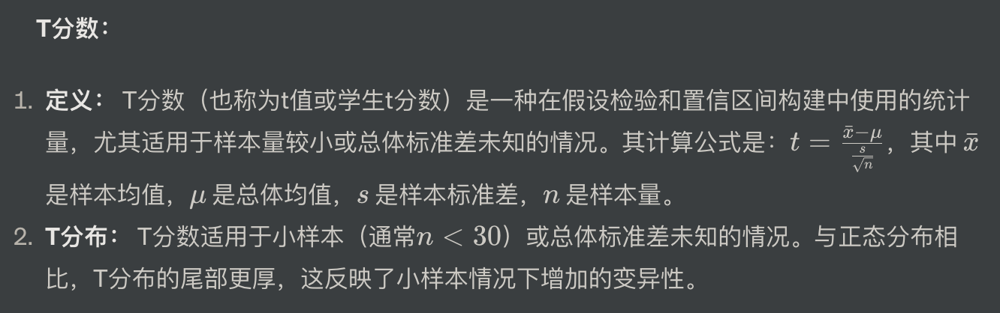 T分数：
1. 定义： T分数（也称为t值或学生t分数）是一种在假设检验和置信区间构建中使用的统计
量，尤其适用于样本量较小或总体标准差未知的情况。其计算公式是：$t = \frac{\bar{x}-\mu}{\frac{s}{\sqrt{n}}}$，其中 $\bar{x}$
是样本均值，$\mu$ 是总体均值，$s$ 是样本标准差，$n$ 是样本量。
2. T分布： T分数适用于小样本（通常$n < 30$）或总体标准差未知的情况。与正态分布相
比，T分布的尾部更厚，这反映了小样本情况下增加的变异性。